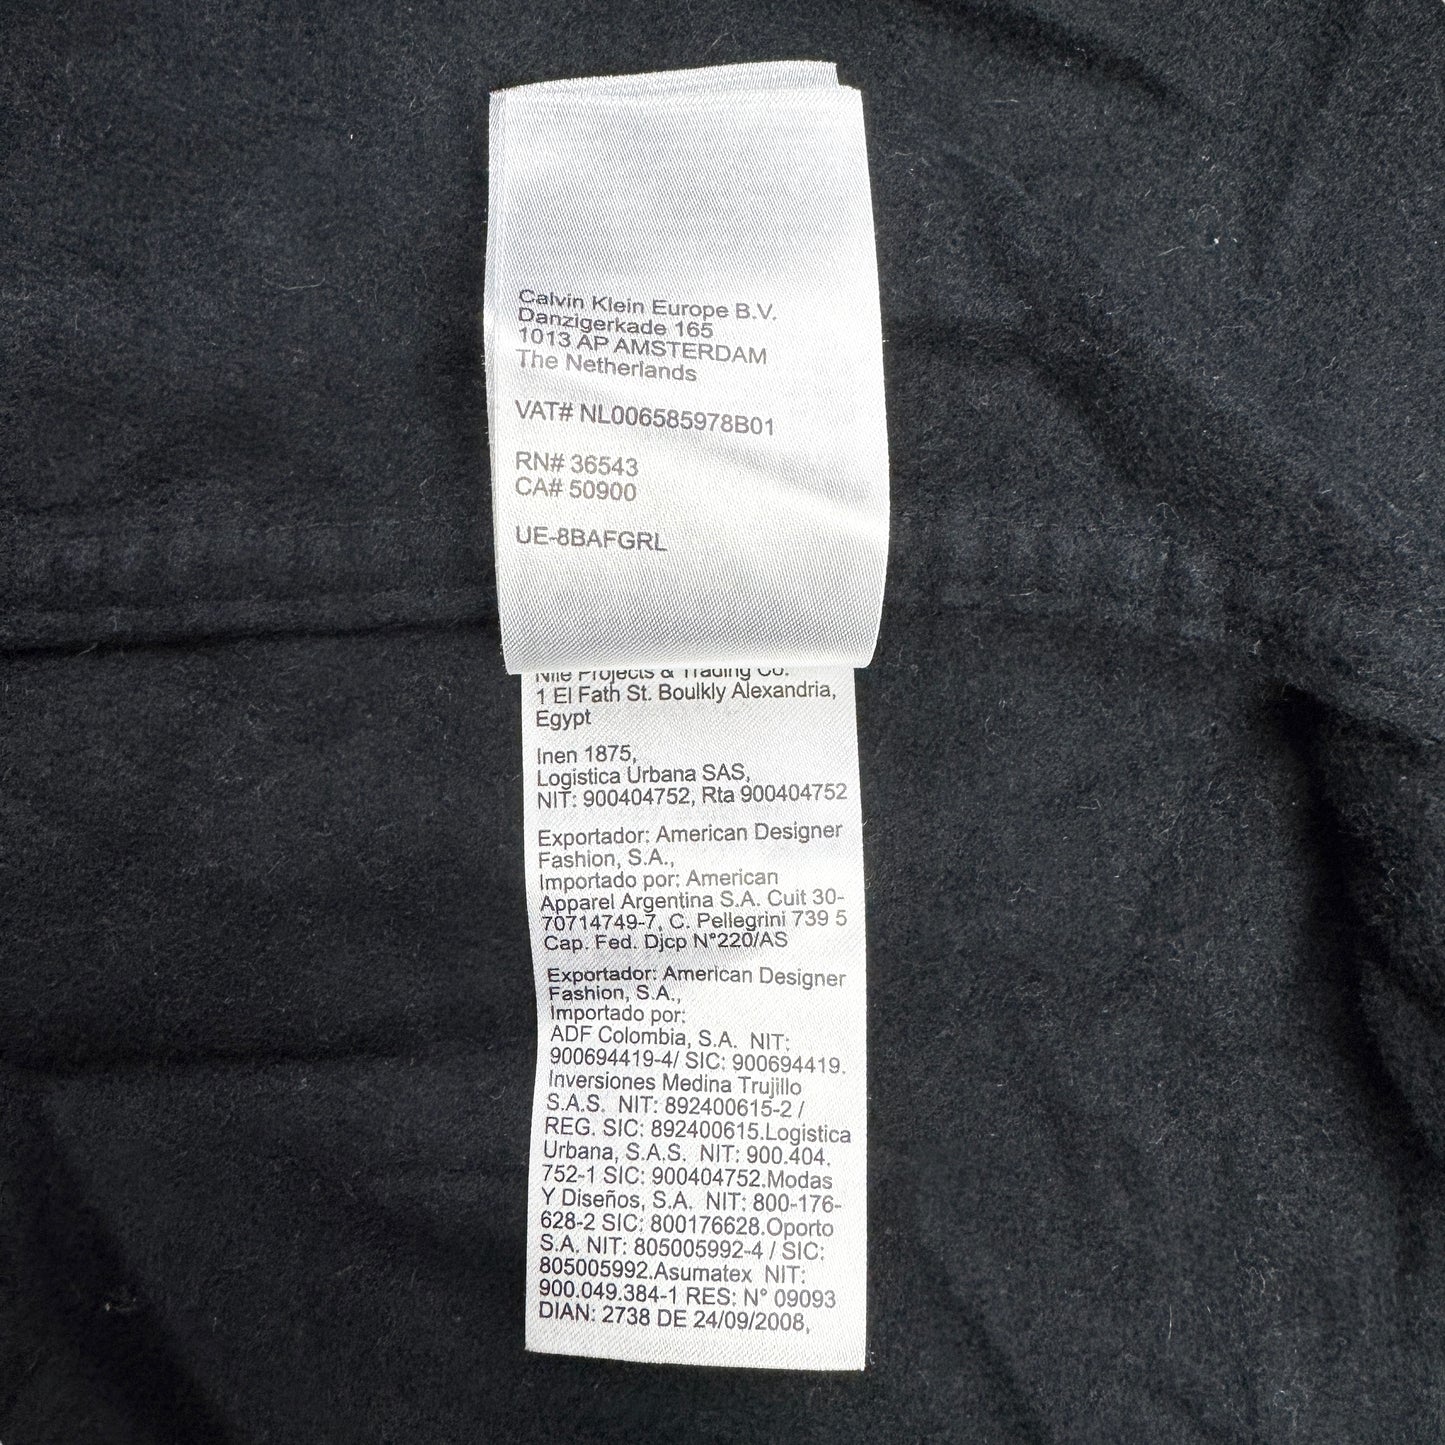 Calvin Klein Europe B.V.
Danzigerkade 165
1013 AP AMSTERDAM
The Netherlands
VAT# NL006585978B01
RN# 36543
CA# 50900
UE-8BAFGRL
Nile Projects & Trading Co.
1 El Fath St. Boulkly Alexandria,
Egypt
Inen 1875,
Logistica Urbana SAS,
NIT: 900404752, Rta 900404752
Exportador: American Designer
Fashion, S.A.,
Importado por: American
Apparel Argentina S.A. Cuit 30-
70714749-7, C. Pellegrini 739 5
Cap. Fed. Djcp N°220/AS
Exportador: American Designer
Fashion, S.A.,
Importado por:
ADF Colombia, S.A. NIT:
900694419-4/ SIC: 900694419.
Inversiones Medina Trujillo
S.A.S. NIT: 892400615-2 /
REG. SIC: 892400615.Logistica
Urbana, S.A.S. NIT: 900.404.
752-1 SIC: 900404752.Modas
Y Diseños, S.A. NIT: 800-176-
628-2 SIC: 800176628.Oporto
S.A. NIT: 805005992-4 / SIC:
805005992.Asumatex NIT:
900.049.384-1 RES: N° 09093
DIAN: 2738 DE 24/09/2008,